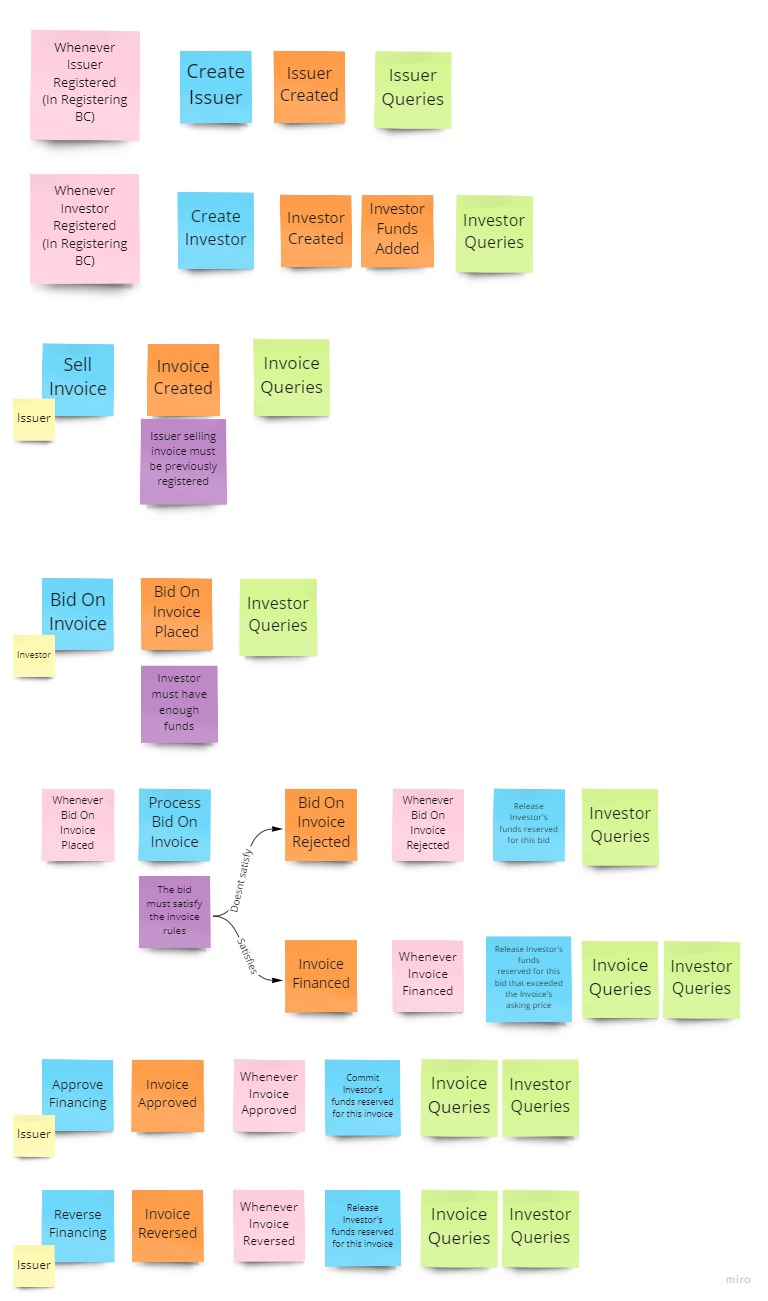 Whenever
Issuer
Registered
(In Registering
BC)
Create
Issuer
Issuer
Created
Issuer
Queries
Whenever
Investor
Registered
(In Registering
BC)
Create
Investor
Investor
Created
Investor
Funds
Added
Investor
Queries
Sell
Invoice
Issuer
Invoice
Created
Invoice
Queries
Issuer selling
invoice must
be previously
registered
Bid On
Invoice
Investor
Bid On
Invoice
Placed
Investor
Queries
Investor
must have
enough
funds
Whenever
Bid On
Invoice
Placed
Process
Bid On
Invoice
The bid
must satisfy
the invoice
rules
Doesnt satisfy
Bid On
Invoice
Rejected
Whenever
Bid On
Invoice
Rejected
Release
Investor's
funds reserved
for this bid
Investor
Queries
Satisfies
Invoice
Financed
Whenever
Invoice
Financed
Release Investor's
funds
reserved for this
bid that exceeded
the Invoice's
asking price
Invoice
Queries
Investor
Queries
Approve
Financing
Issuer
Invoice
Approved
Whenever
Invoice
Approved
Commit
Investor's
funds reserved
for this invoice
Invoice
Queries
Investor
Queries
Reverse
Financing
Issuer
Invoice
Reversed
Whenever
Invoice
Reversed
Release
Investor's
funds reserved
for this invoice
Invoice
Queries
Investor
Queries
miro